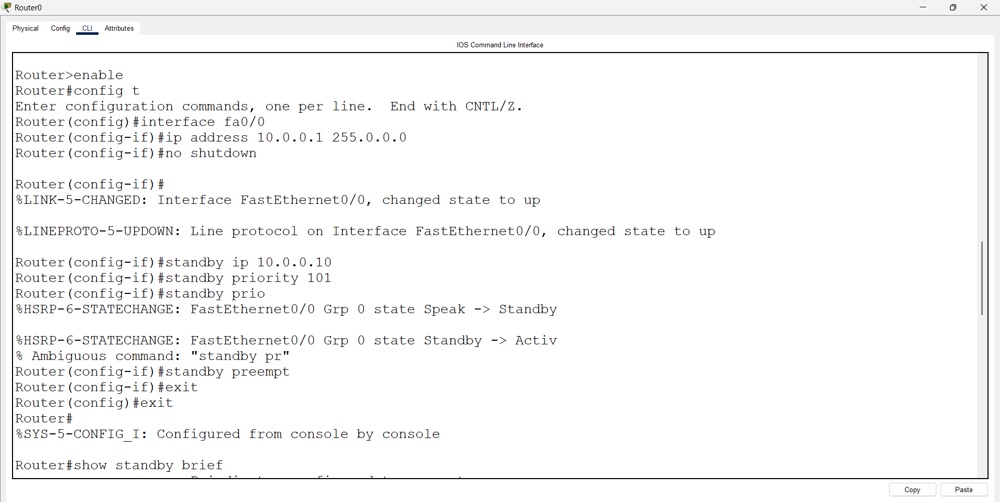 Router0
Physical Config CLI Attributes
IOS Command Line Interface
Router>enable
Router#config t
Enter configuration commands, one per line.  End with CNTL/Z.
Router(config)#interface fa0/0
Router(config-if)#ip address 10.0.0.1 255.0.0.0
Router(config-if)#no shutdown
Router(config-if)#
%LINK-5-CHANGED: Interface FastEthernet0/0, changed state to up
%LINEPROTO-5-UPDOWN: Line protocol on Interface FastEthernet0/0, changed state to up
Router(config-if)#standby ip 10.0.0.10
Router(config-if)#standby priority 101
Router(config-if)#standby prio
%HSRP-6-STATECHANGE: FastEthernet0/0 Grp 0 state Speak -> Standby
%HSRP-6-STATECHANGE: FastEthernet0/0 Grp 0 state Standby -> Activ
% Ambiguous command: "standby pr"
Router(config-if)#standby preempt
Router(config-if)#exit
Router(config)#exit
Router#
%SYS-5-CONFIG_I: Configured from console by console
Router#show standby brief
Copy Paste